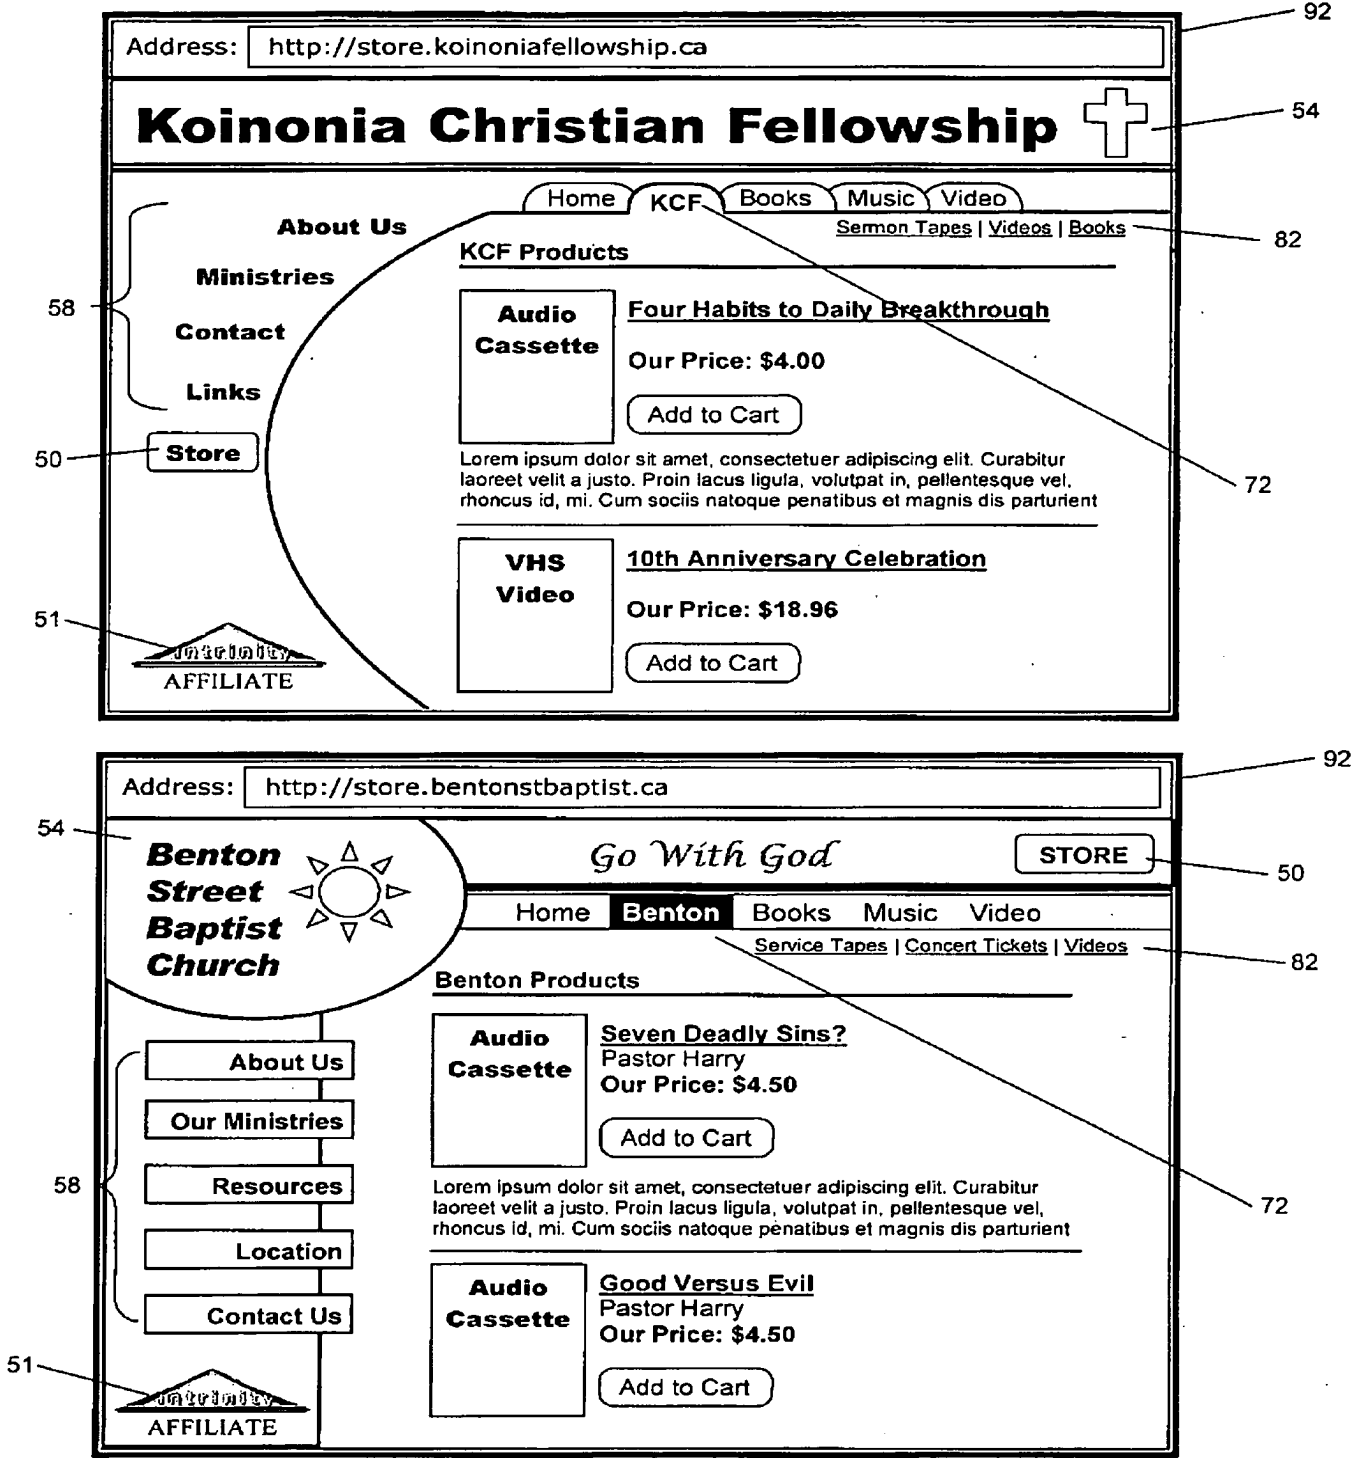 92
Address: http://store.koinoniafellowship.ca
Koinonia Christian Fellowship
54
Home KCF Books Music Video
Sermon Tapes | Videos | Books
82
About Us
Ministries
Contact
Links
58
Store
50
KCF Products
Audio
Cassette
Four Habits to Daily Breakthrough
Our Price: $4.00
Add to Cart
Lorem ipsum dolor sit amet, consectetuer adipiscing elit. Curabitur
laoreet velit a justo. Proin lacus ligula, volutpat in, pellentesque vel,
rhoncus id, mi. Cum sociis natoque penatibus et magnis dis parturient
72
VHS
Video
10th Anniversary Celebration
Our Price: $18.96
Add to Cart
51
intrinity
AFFILIATE
92
Address: http://store.bentonstbaptist.ca
54
Benton
Street
Baptist
Church
Go With God
STORE
50
Home Benton Books Music Video
Service Tapes | Concert Tickets | Videos
82
Benton Products
About Us
Our Ministries
Resources
Location
Contact Us
58
Audio
Cassette
Seven Deadly Sins?
Pastor Harry
Our Price: $4.50
Add to Cart
Lorem ipsum dolor sit amet, consectetuer adipiscing elit. Curabitur
laoreet velit a justo. Proin lacus ligula, volutpat in, pellentesque vel,
rhoncus id, mi. Cum sociis natoque penatibus et magnis dis parturient
72
Audio
Cassette
Good Versus Evil
Pastor Harry
Our Price: $4.50
Add to Cart
51
intrinity
AFFILIATE